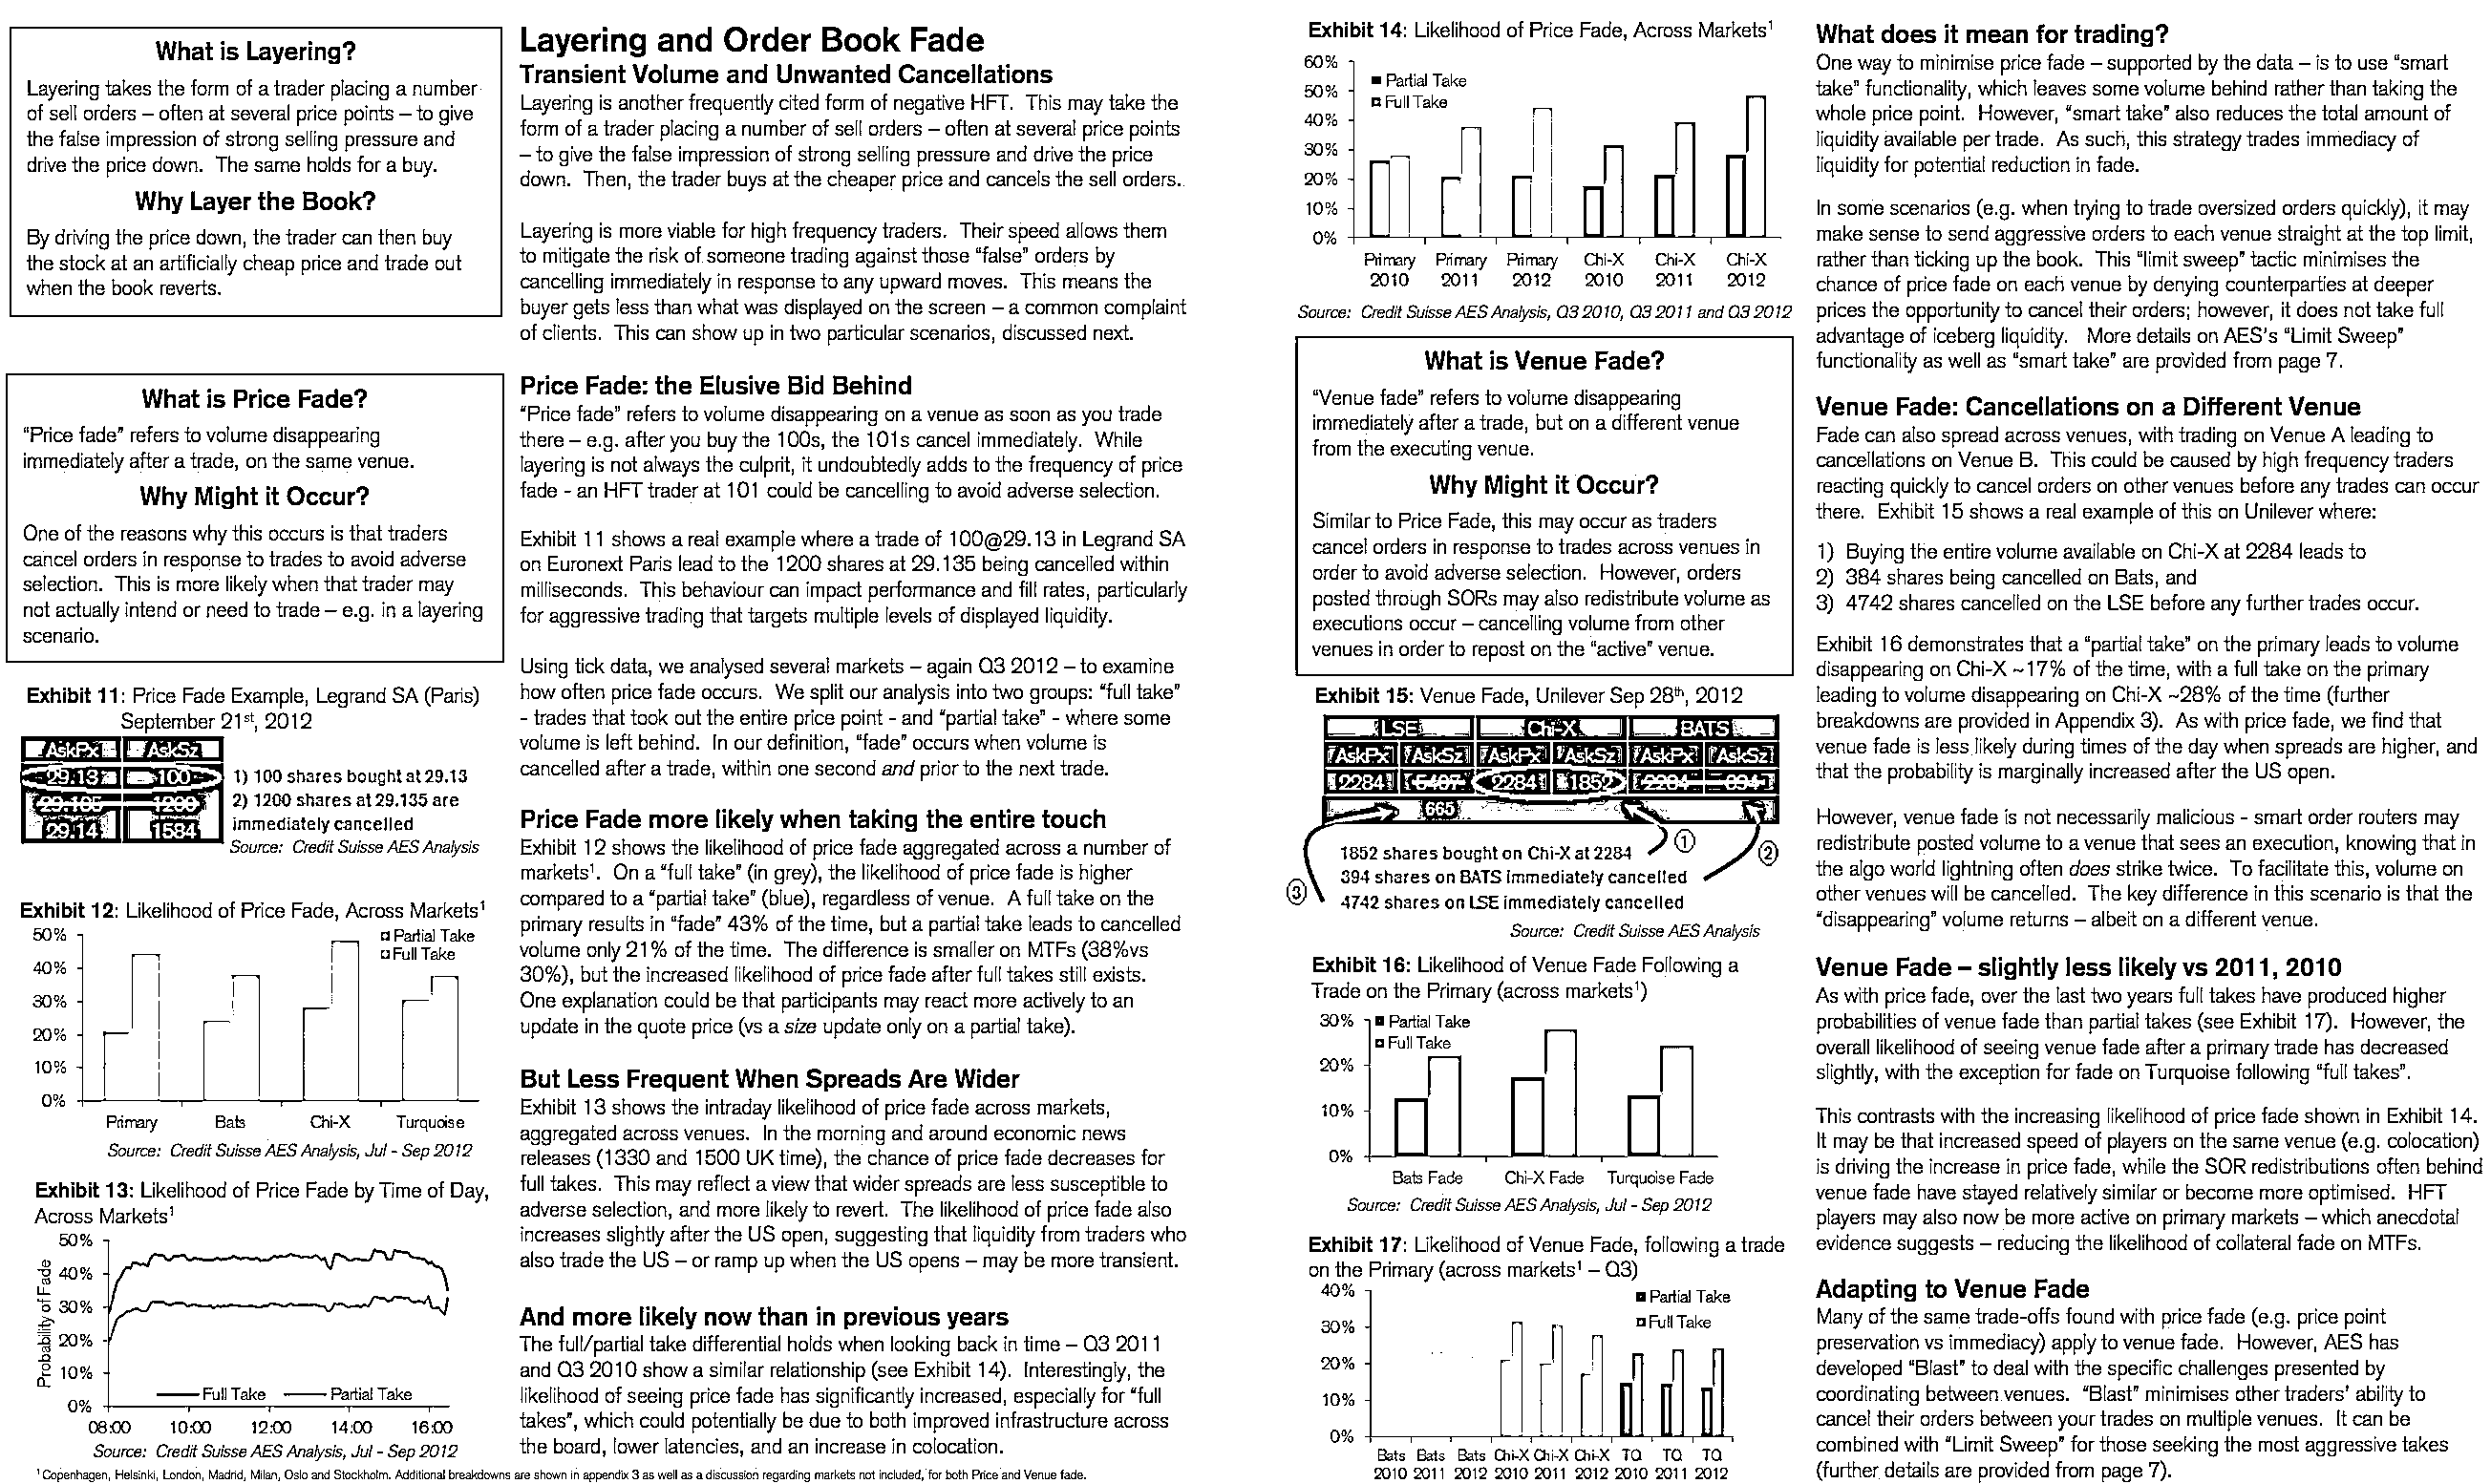 What is Layering?
Layering takes the form of a trader placing a number
of sell orders – often at several price points – to give
the false impression of strong selling pressure and
drive the price down. The same holds for a buy.
Why Layer the Book?
By driving the price down, the trader can then buy
the stock at an artificially cheap price and trade out
when the book reverts.
What is Price Fade?
“Price fade” refers to volume disappearing
immediately after a trade, on the same venue.
Why Might it Occur?
One of the reasons why this occurs is that traders
cancel orders in response to trades to avoid adverse
selection. This is more likely when that trader may
not actually intend or need to trade – e.g. in a layering
scenario.
Exhibit 11: Price Fade Example, Legrand SA (Paris)
September 21st, 2012
AskPx AskSz
29.13 100
29.135 1200
29.14 1584
1) 100 shares bought at 29.13
2) 1200 shares at 29.135 are
immediately cancelled
Source: Credit Suisse AES Analysis
Exhibit 12: Likelihood of Price Fade, Across Markets1
50%
40%
30%
20%
10%
0%
Partial Take
Full Take
Primary Bats Chi-X Turquoise
Source: Credit Suisse AES Analysis, Jul - Sep 2012
Exhibit 13: Likelihood of Price Fade by Time of Day,
Across Markets1
Probability of Fade
50%
40%
30%
20%
10%
0%
Full Take Partial Take
08:00 10:00 12:00 14:00 16:00
Source: Credit Suisse AES Analysis, Jul - Sep 2012
Layering and Order Book Fade
Transient Volume and Unwanted Cancellations
Layering is another frequently cited form of negative HFT. This may take the
form of a trader placing a number of sell orders – often at several price points
– to give the false impression of strong selling pressure and drive the price
down. Then, the trader buys at the cheaper price and cancels the sell orders.
Layering is more viable for high frequency traders. Their speed allows them
to mitigate the risk of someone trading against those “false” orders by
cancelling immediately in response to any upward moves. This means the
buyer gets less than what was displayed on the screen – a common complaint
of clients. This can show up in two particular scenarios, discussed next.
Price Fade: the Elusive Bid Behind
“Price fade” refers to volume disappearing on a venue as soon as you trade
there – e.g. after you buy the 100s, the 101s cancel immediately. While
layering is not always the culprit, it undoubtedly adds to the frequency of price
fade - an HFT trader at 101 could be cancelling to avoid adverse selection.
Exhibit 11 shows a real example where a trade of 100@29.13 in Legrand SA
on Euronext Paris lead to the 1200 shares at 29.135 being cancelled within
milliseconds. This behaviour can impact performance and fill rates, particularly
for aggressive trading that targets multiple levels of displayed liquidity.
Using tick data, we analysed several markets – again Q3 2012 – to examine
how often price fade occurs. We split our analysis into two groups: “full take”
- trades that took out the entire price point - and “partial take” - where some
volume is left behind. In our definition, “fade” occurs when volume is
cancelled after a trade, within one second and prior to the next trade.
Price Fade more likely when taking the entire touch
Exhibit 12 shows the likelihood of price fade aggregated across a number of
markets1. On a “full take” (in grey), the likelihood of price fade is higher
compared to a “partial take” (blue), regardless of venue. A full take on the
primary results in “fade” 43% of the time, but a partial take leads to cancelled
volume only 21% of the time. The difference is smaller on MTFs (38%vs
30%), but the increased likelihood of price fade after full takes still exists.
One explanation could be that participants may react more actively to an
update in the quote price (vs a size update only on a partial take).
But Less Frequent When Spreads Are Wider
Exhibit 13 shows the intraday likelihood of price fade across markets,
aggregated across venues. In the morning and around economic news
releases (1330 and 1500 UK time), the chance of price fade decreases for
full takes. This may reflect a view that wider spreads are less susceptible to
adverse selection, and more likely to revert. The likelihood of price fade also
increases slightly after the US open, suggesting that liquidity from traders who
also trade the US – or ramp up when the US opens – may be more transient.
And more likely now than in previous years
The full/partial take differential holds when looking back in time – Q3 2011
and Q3 2010 show a similar relationship (see Exhibit 14). Interestingly, the
likelihood of seeing price fade has significantly increased, especially for “full
takes”, which could potentially be due to both improved infrastructure across
the board, lower latencies, and an increase in colocation.
1 Copenhagen, Helsinki, London, Madrid, Milan, Oslo and Stockholm. Additional breakdowns are shown in appendix 3 as well as a discussion regarding markets not included, for both Price and Venue fade.
Exhibit 14: Likelihood of Price Fade, Across Markets1
60%
50%
40%
30%
20%
10%
0%
Partial Take
Full Take
Primary Primary Primary Chi-X Chi-X Chi-X
2010 2011 2012 2010 2011 2012
Source: Credit Suisse AES Analysis, Q3 2010, Q3 2011 and Q3 2012
What is Venue Fade?
“Venue fade” refers to volume disappearing
immediately after a trade, but on a different venue
from the executing venue.
Why Might it Occur?
Similar to Price Fade, this may occur as traders
cancel orders in response to trades across venues in
order to avoid adverse selection. However, orders
posted through SORs may also redistribute volume as
executions occur – cancelling volume from other
venues in order to repost on the “active” venue.
Exhibit 15: Venue Fade, Unilever Sep 28th, 2012
LSE Chi-X BATS
AskPx AskSz AskPx AskSz AskPx AskSz
2284 5407 2284 1852 2284 394
665
1
2
3
1852 shares bought on Chi-X at 2284
394 shares on BATS immediately cancelled
4742 shares on LSE immediately cancelled
Source: Credit Suisse AES Analysis
Exhibit 16: Likelihood of Venue Fade Following a
Trade on the Primary (across markets1)
30%
20%
10%
0%
Partial Take
Full Take
Bats Fade Chi-X Fade Turquoise Fade
Source: Credit Suisse AES Analysis, Jul - Sep 2012
Exhibit 17: Likelihood of Venue Fade, following a trade
on the Primary (across markets1 – Q3)
40%
30%
20%
10%
0%
Partial Take
Full Take
Bats Bats Bats Chi-X Chi-X Chi-X TQ TQ TQ
2010 2011 2012 2010 2011 2012 2010 2011 2012
What does it mean for trading?
One way to minimise price fade – supported by the data – is to use “smart
take” functionality, which leaves some volume behind rather than taking the
whole price point. However, “smart take” also reduces the total amount of
liquidity available per trade. As such, this strategy trades immediacy of
liquidity for potential reduction in fade.
In some scenarios (e.g. when trying to trade oversized orders quickly), it may
make sense to send aggressive orders to each venue straight at the top limit,
rather than ticking up the book. This “limit sweep” tactic minimises the
chance of price fade on each venue by denying counterparties at deeper
prices the opportunity to cancel their orders; however, it does not take full
advantage of iceberg liquidity. More details on AES’s “Limit Sweep”
functionality as well as “smart take” are provided from page 7.
Venue Fade: Cancellations on a Different Venue
Fade can also spread across venues, with trading on Venue A leading to
cancellations on Venue B. This could be caused by high frequency traders
reacting quickly to cancel orders on other venues before any trades can occur
there. Exhibit 15 shows a real example of this on Unilever where:
1) Buying the entire volume available on Chi-X at 2284 leads to
2) 384 shares being cancelled on Bats, and
3) 4742 shares cancelled on the LSE before any further trades occur.
Exhibit 16 demonstrates that a “partial take” on the primary leads to volume
disappearing on Chi-X ~17% of the time, with a full take on the primary
leading to volume disappearing on Chi-X ~28% of the time (further
breakdowns are provided in Appendix 3). As with price fade, we find that
venue fade is less likely during times of the day when spreads are higher, and
that the probability is marginally increased after the US open.
However, venue fade is not necessarily malicious - smart order routers may
redistribute posted volume to a venue that sees an execution, knowing that in
the algo world lightning often does strike twice. To facilitate this, volume on
other venues will be cancelled. The key difference in this scenario is that the
“disappearing” volume returns – albeit on a different venue.
Venue Fade – slightly less likely vs 2011, 2010
As with price fade, over the last two years full takes have produced higher
probabilities of venue fade than partial takes (see Exhibit 17). However, the
overall likelihood of seeing venue fade after a primary trade has decreased
slightly, with the exception for fade on Turquoise following “full takes”.
This contrasts with the increasing likelihood of price fade shown in Exhibit 14.
It may be that increased speed of players on the same venue (e.g. colocation)
is driving the increase in price fade, while the SOR redistributions often behind
venue fade have stayed relatively similar or become more optimised. HFT
players may also now be more active on primary markets – which anecdotal
evidence suggests – reducing the likelihood of collateral fade on MTFs.
Adapting to Venue Fade
Many of the same trade-offs found with price fade (e.g. price point
preservation vs immediacy) apply to venue fade. However, AES has
developed “Blast” to deal with the specific challenges presented by
coordinating between venues. “Blast” minimises other traders’ ability to
cancel their orders between your trades on multiple venues. It can be
combined with “Limit Sweep” for those seeking the most aggressive takes
(further details are provided from page 7).